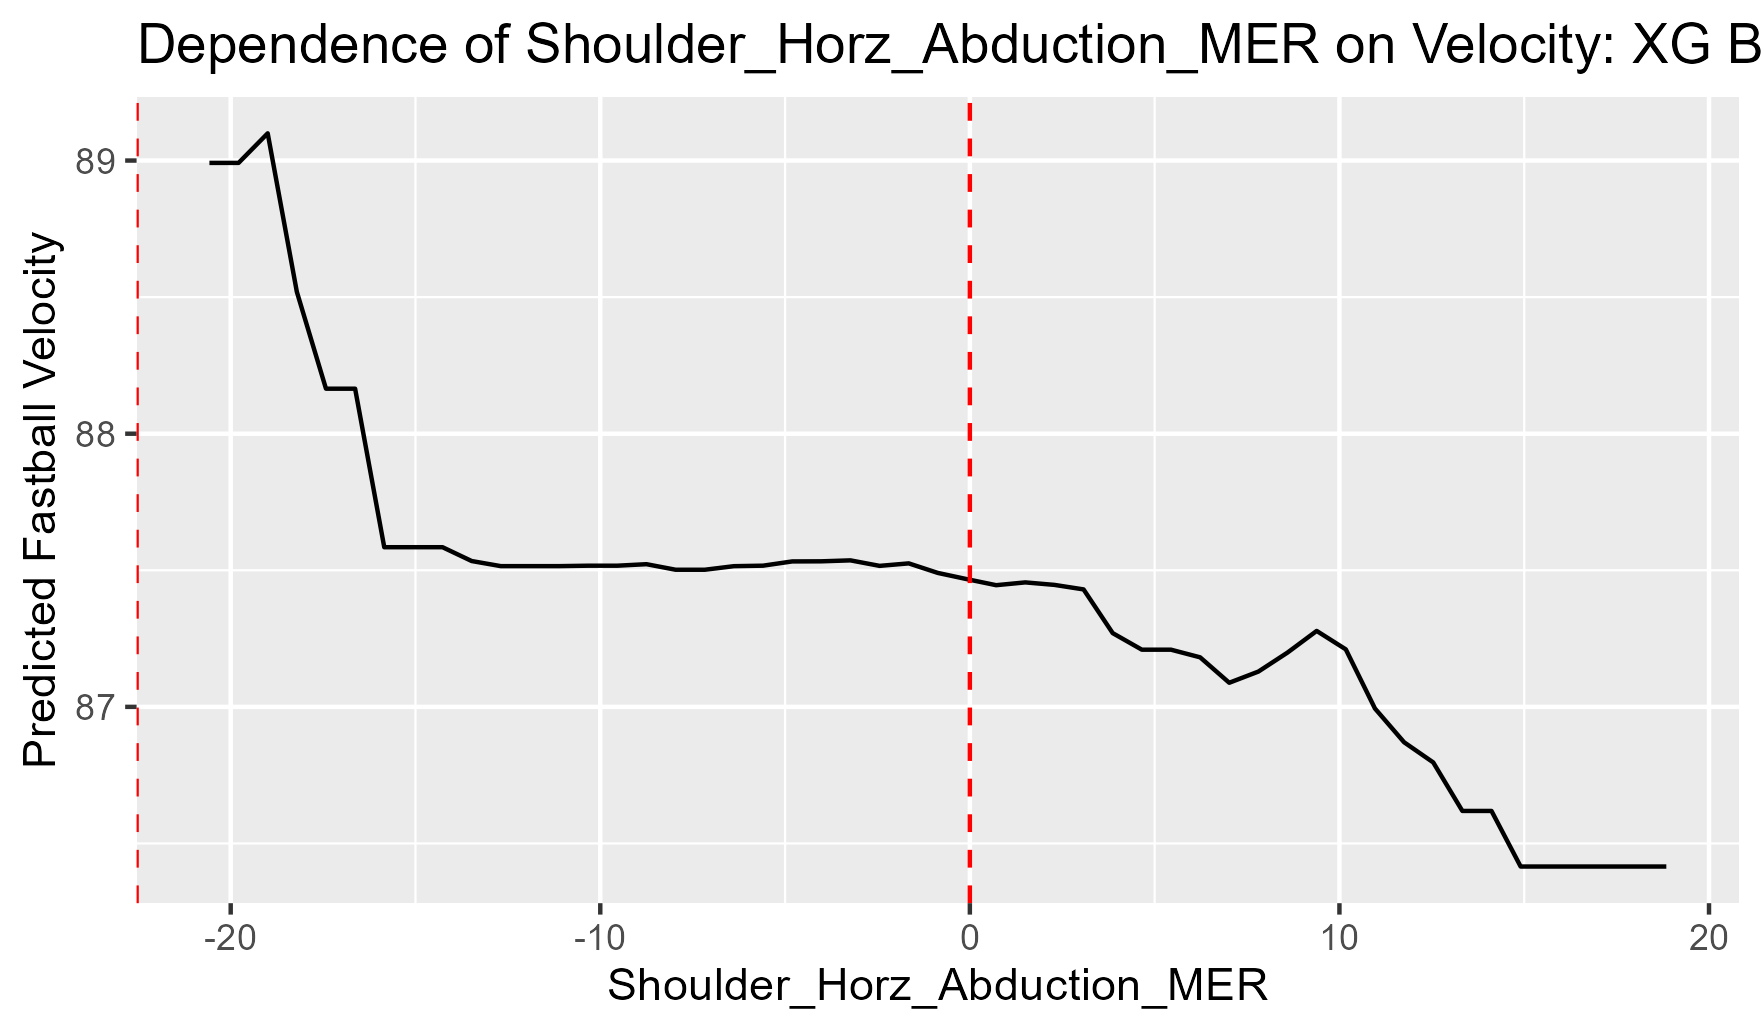 Dependence of Shoulder_Horz_Abduction_MER on Velocity: XG B
Predicted Fastball Velocity
89
88
87
-20
-10
0
10
20
Shoulder_Horz_Abduction_MER